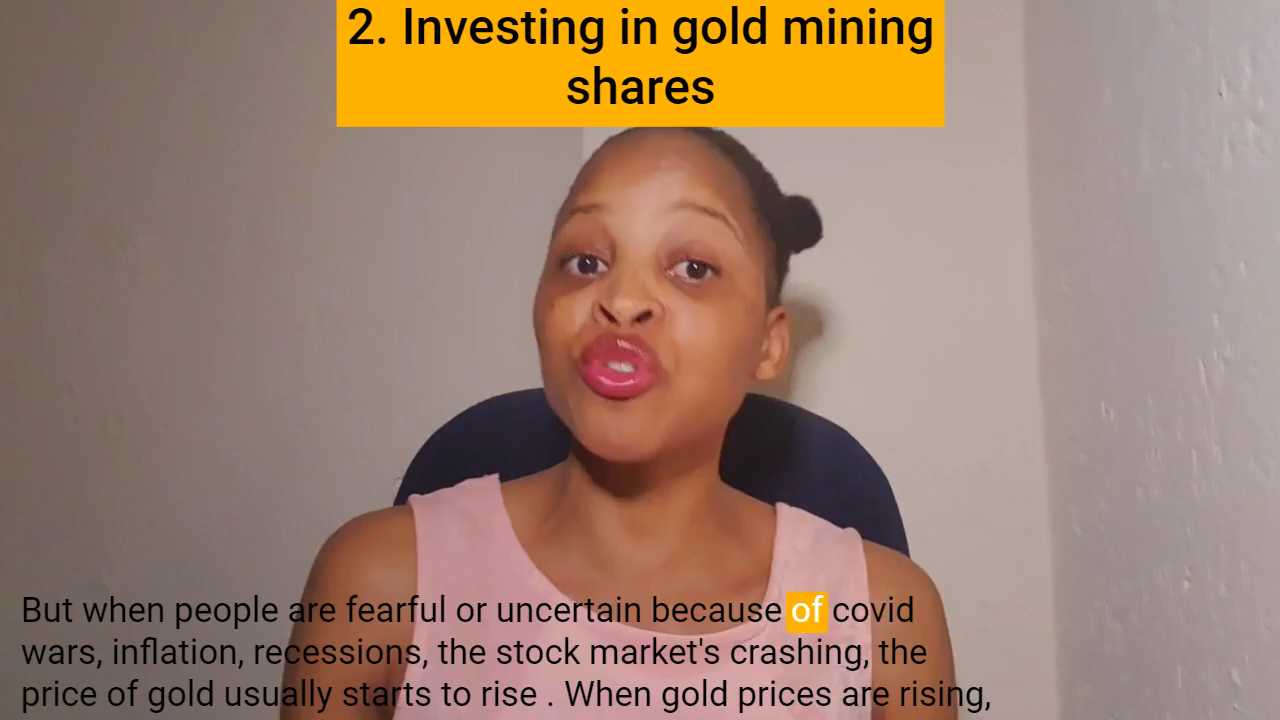 2. Investing in gold mining
shares
But when people are fearful or uncertain because of covid
wars, inflation, recessions, the stock market's crashing, the
price of gold usually starts to rise . When gold prices are rising,